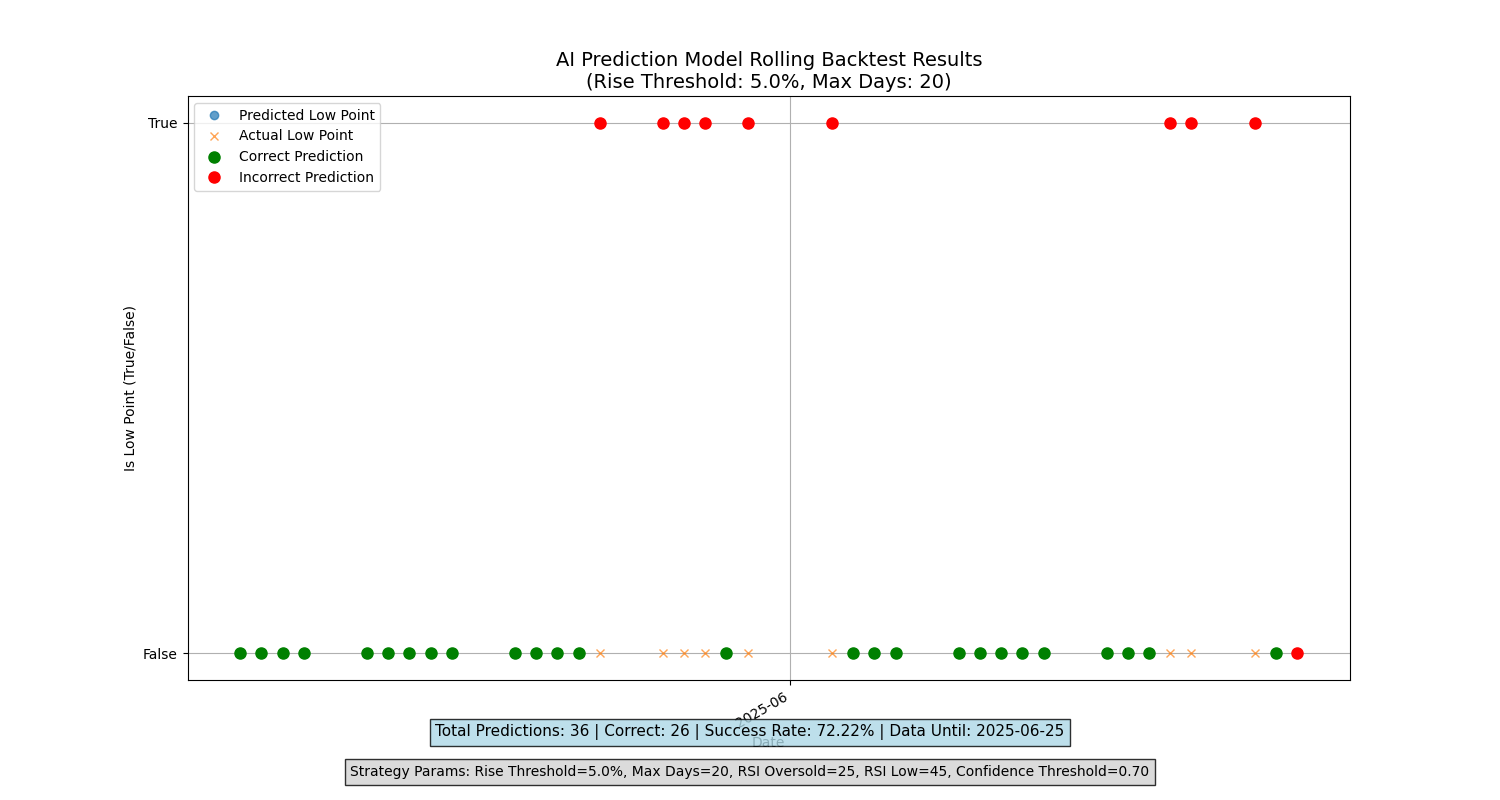 AI Prediction Model Rolling Backtest Results
(Rise Threshold: 5.0%, Max Days: 20)
Predicted Low Point
Actual Low Point
Correct Prediction
Incorrect Prediction
True
Is Low Point (True/False)
False
2025-06
Total Predictions: 36 | Correct: 26 | Success Rate: 72.22% | Data Until: 2025-06-25
Date
Strategy Params: Rise Threshold=5.0%, Max Days=20, RSI Oversold=25, RSI Low=45, Confidence Threshold=0.70